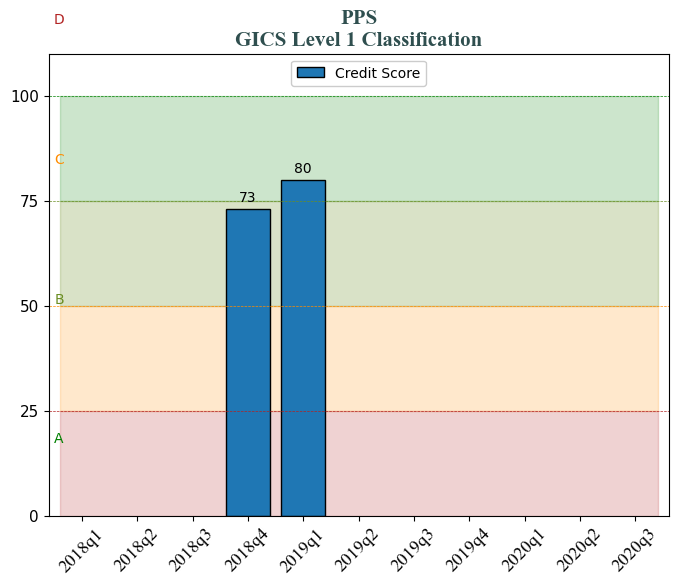 D
PPS
GICS Level 1 Classification
Credit Score
100
C
80
75
73
B
50
25
A
0
2018q1 2018q2 2018q3 2018q4 2019q1 2019q2 2019q3 2019q4 2020q1 2020q2 2020q3